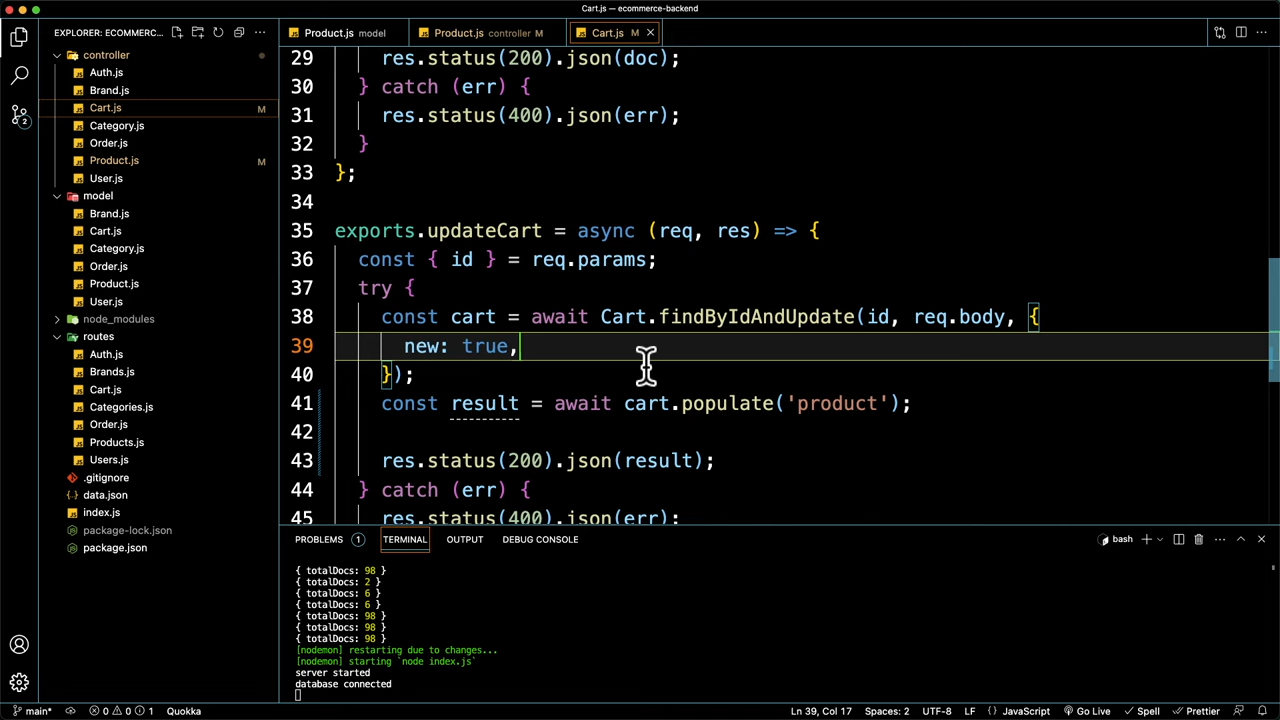 Cart.js — ecommerce-backend
EXPLORER: ECOMMERC...
controller
Auth.js
Brand.js
Cart.js M
Category.js
Order.js
Product.js M
User.js
model
Brand.js
Cart.js
Category.js
Order.js
Product.js
User.js
node_modules
routes
Auth.js
Brands.js
Cart.js
Categories.js
Order.js
Products.js
Users.js
.gitignore
data.json
index.js
package-lock.json
package.json
2
Product.js model
Product.js controller M
Cart.js M
29 res.status(200).json(doc);
30 } catch (err) {
31 res.status(400).json(err);
32 }
33 };
34
35 exports.updateCart = async (req, res) => {
36 const { id } = req.params;
37 try {
38 const cart = await Cart.findByIdAndUpdate(id, req.body, {
39 new: true,
40 });
41 const result = await cart.populate('product');
42
43 res.status(200).json(result);
44 } catch (err) {
45 res.status(400).json(err);
PROBLEMS 1 TERMINAL OUTPUT DEBUG CONSOLE
bash
{ totalDocs: 98 }
{ totalDocs: 2 }
{ totalDocs: 6 }
{ totalDocs: 6 }
{ totalDocs: 98 }
{ totalDocs: 98 }
{ totalDocs: 98 }
[nodemon] restarting due to changes...
[nodemon] starting `node index.js`
server started
database connected
main* 0 0 1 Quokka Ln 39, Col 17 Spaces: 2 UTF-8 LF {} JavaScript Go Live Spell Prettier